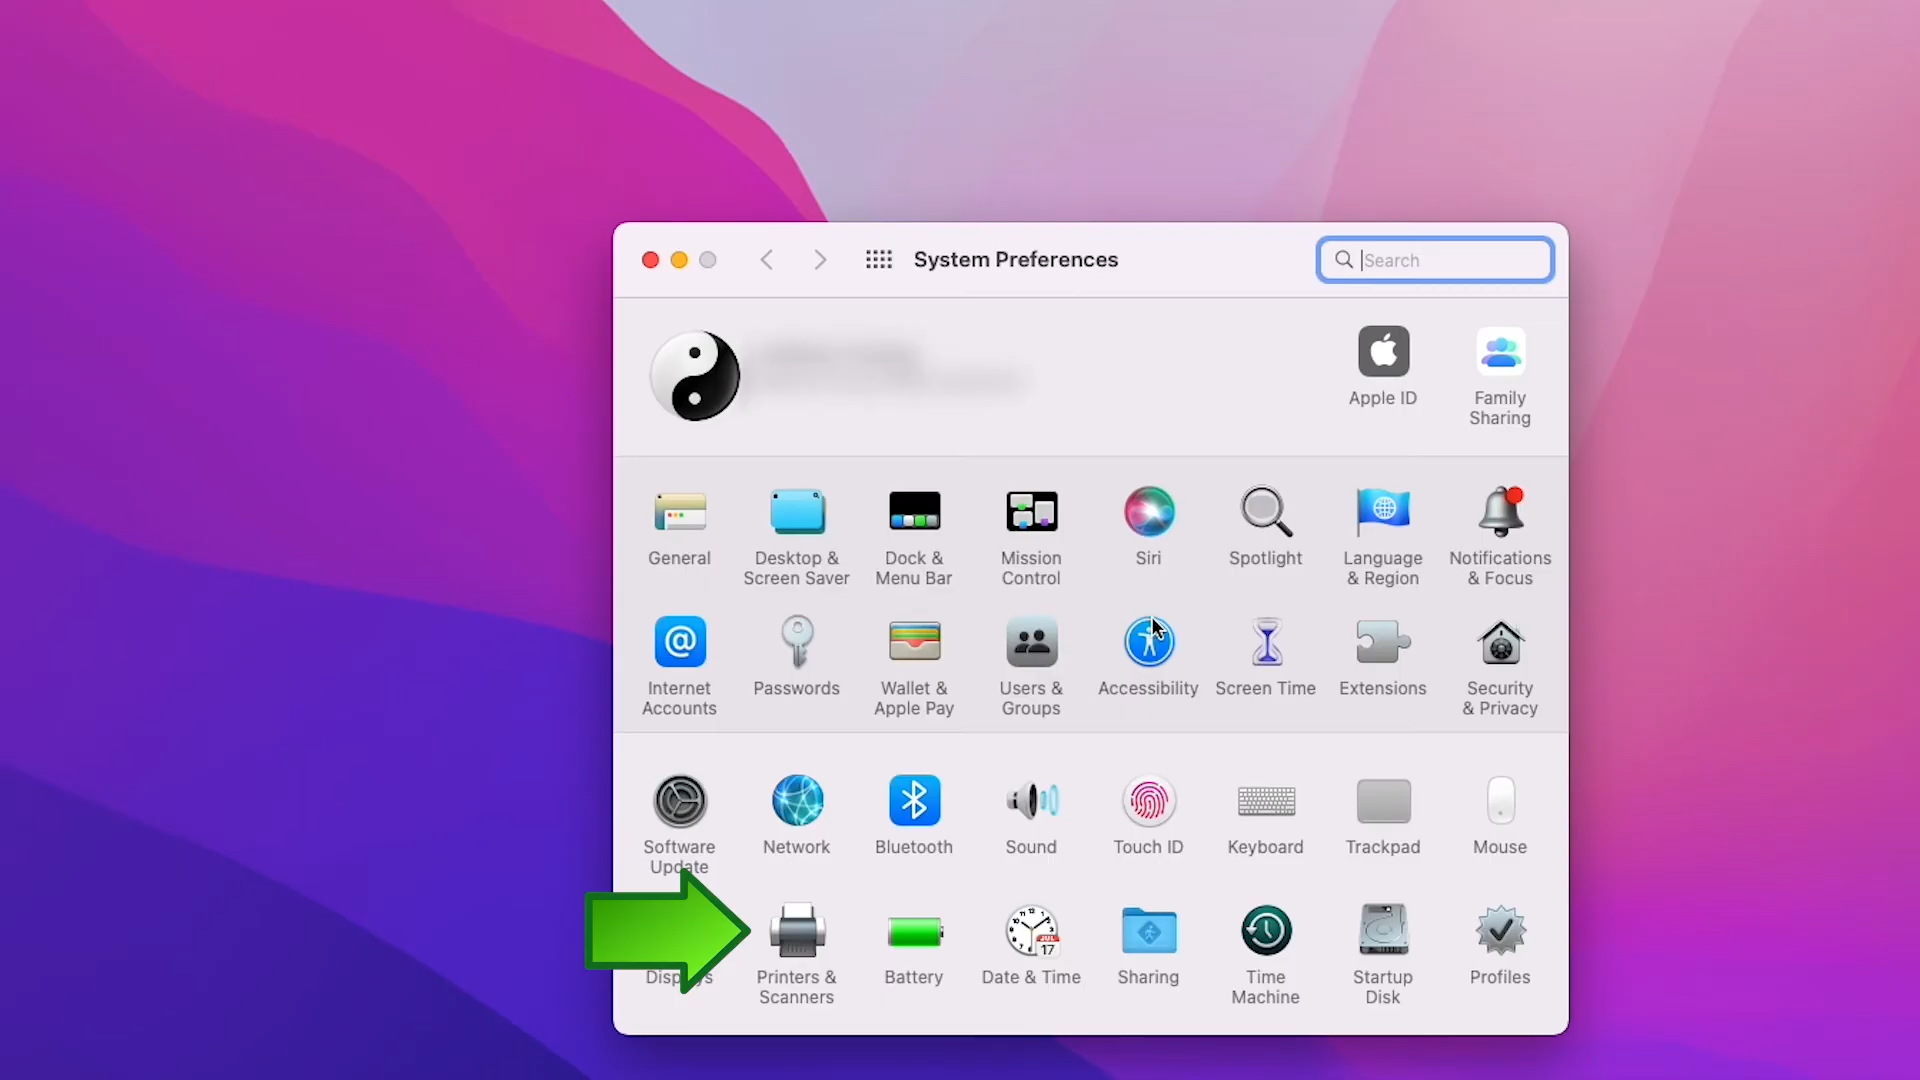 System Preferences
Search
Apple ID
Family
Sharing
General
Desktop &
Screen Saver
Dock &
Menu Bar
Mission
Control
Siri
Spotlight
Language
& Region
Notifications
& Focus
Internet
Accounts
Passwords
Wallet &
Apple Pay
Users &
Groups
Accessibility
Screen Time
Extensions
Security
& Privacy
Software
Update
Network
Bluetooth
Sound
Touch ID
Keyboard
Trackpad
Mouse
Displays
Printers &
Scanners
Battery
JUL
17
Date & Time
Sharing
Time
Machine
Startup
Disk
Profiles